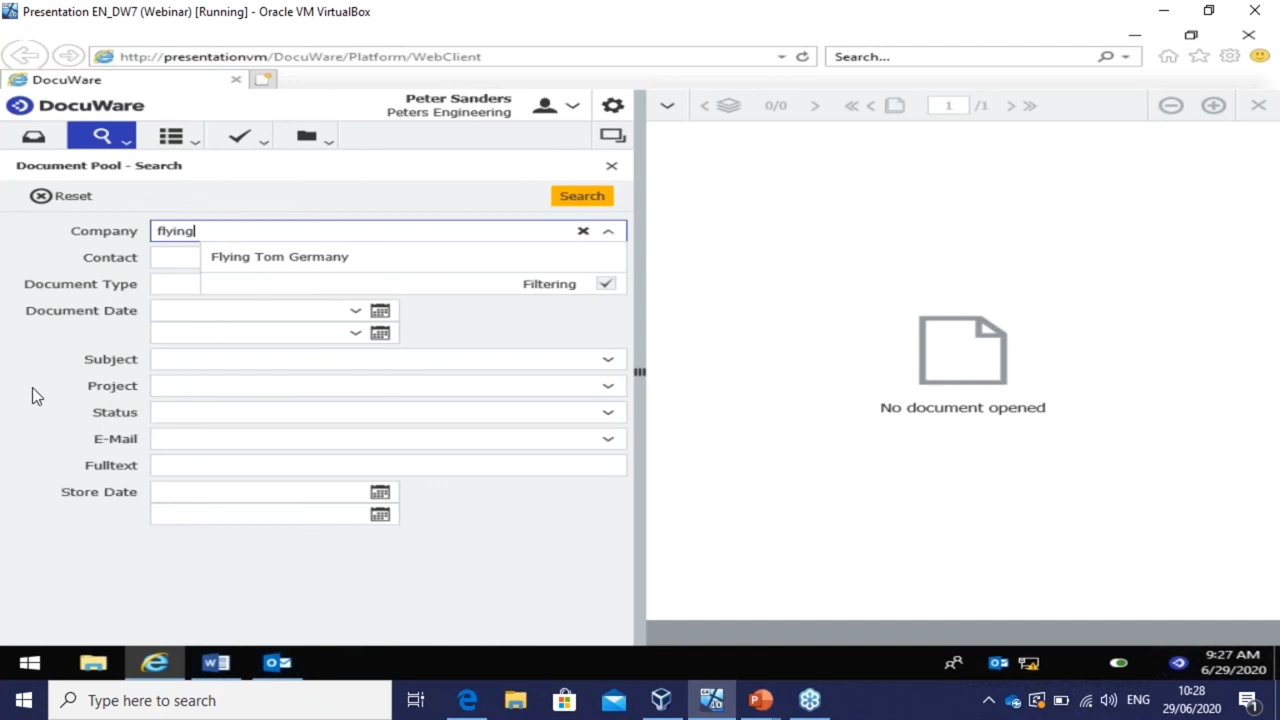 Presentation EN_DW7 (Webinar) [Running] - Oracle VM VirtualBox
http://presentationvm/DocuWare/Platform/WebClient
Search...
DocuWare
DocuWare
Peter Sanders
Peters Engineering
0/0
1
/1
Document Pool - Search
Reset
Search
Company
flying
Contact
Flying Tom Germany
Document Type
Filtering
Document Date
Subject
Project
Status
E-Mail
Fulltext
Store Date
No document opened
9:27 AM
6/29/2020
Type here to search
ENG
10:28
29/06/2020
1